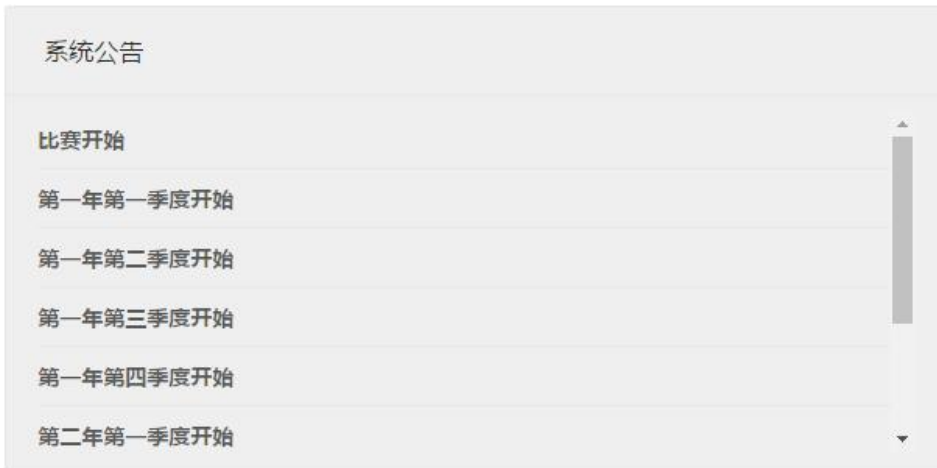 系统公告
比赛开始
第一年第一季度开始
第一年第二季度开始
第一年第三季度开始
第一年第四季度开始
第二年第一季度开始